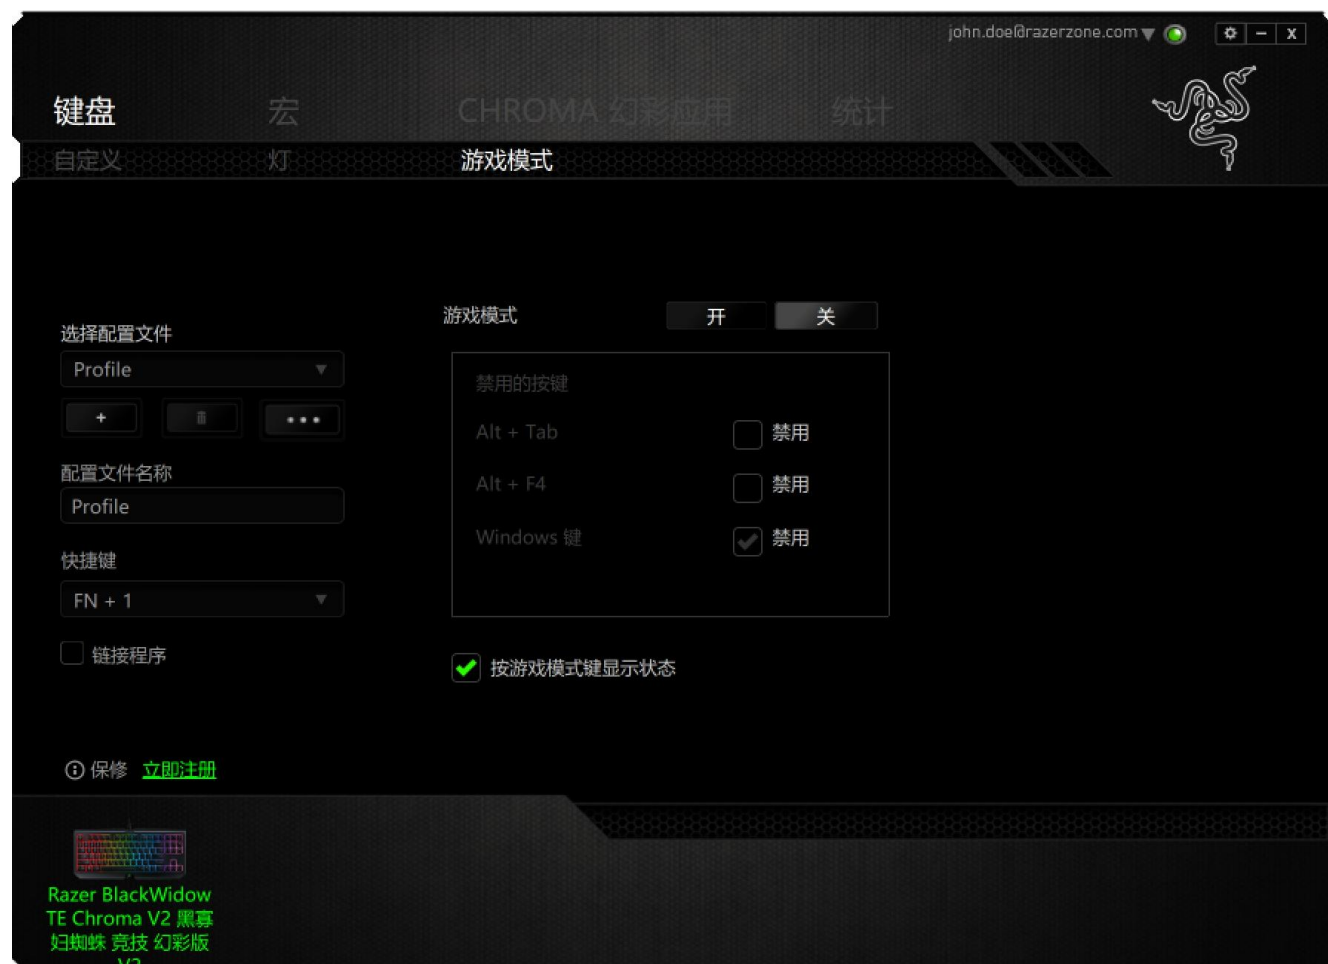 john.doe@razerzone.com
键盘 宏 CHROMA 幻彩应用 统计
自定义 灯 游戏模式
选择配置文件
Profile
+
配置文件名称
Profile
快捷键
FN + 1
链接程序
游戏模式 开 关
禁用的按键
Alt + Tab 禁用
Alt + F4 禁用
Windows 键 禁用
按游戏模式键显示状态
保修 立即注册
Razer BlackWidow
TE Chroma V2 黑寡
妇蜘蛛 竞技 幻彩版
V2